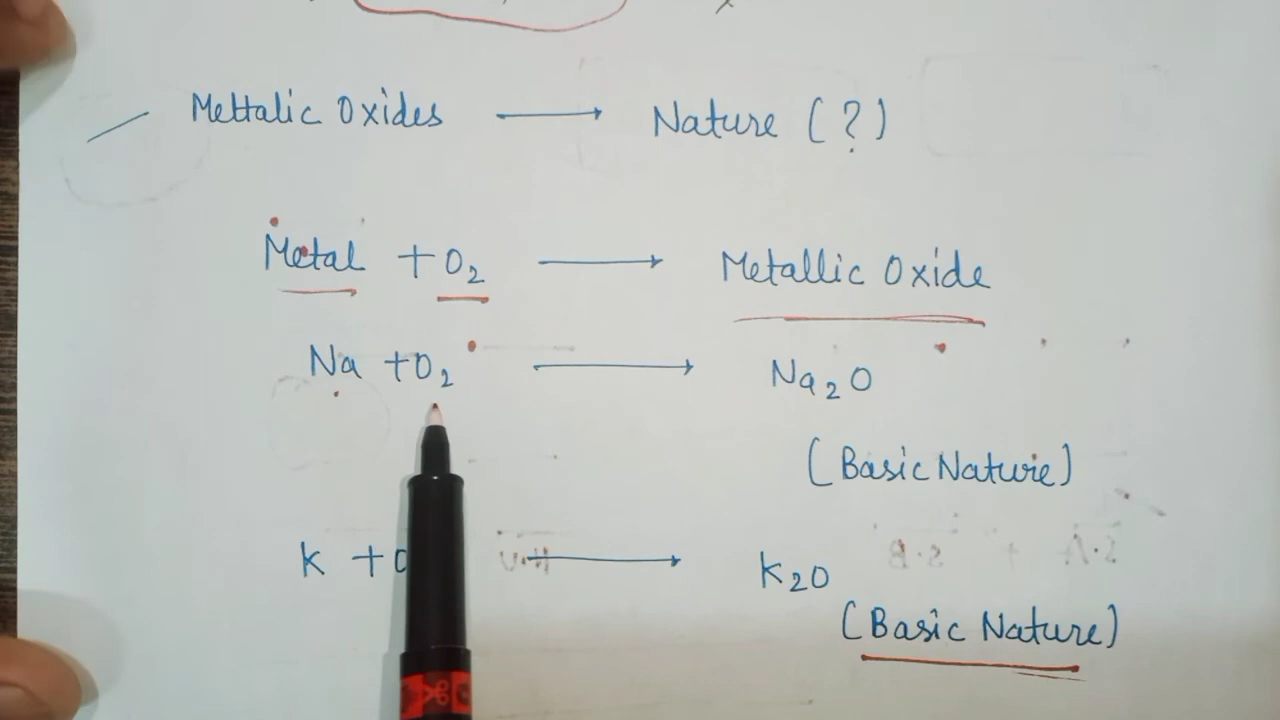 Mettalic Oxides ⟶ Nature (?)
Metal + O₂ ⟶ Metallic Oxide
Na + O₂ ⟶ Na₂O
(Basic Nature)
K + O ⟶ K₂O
(Basic Nature)